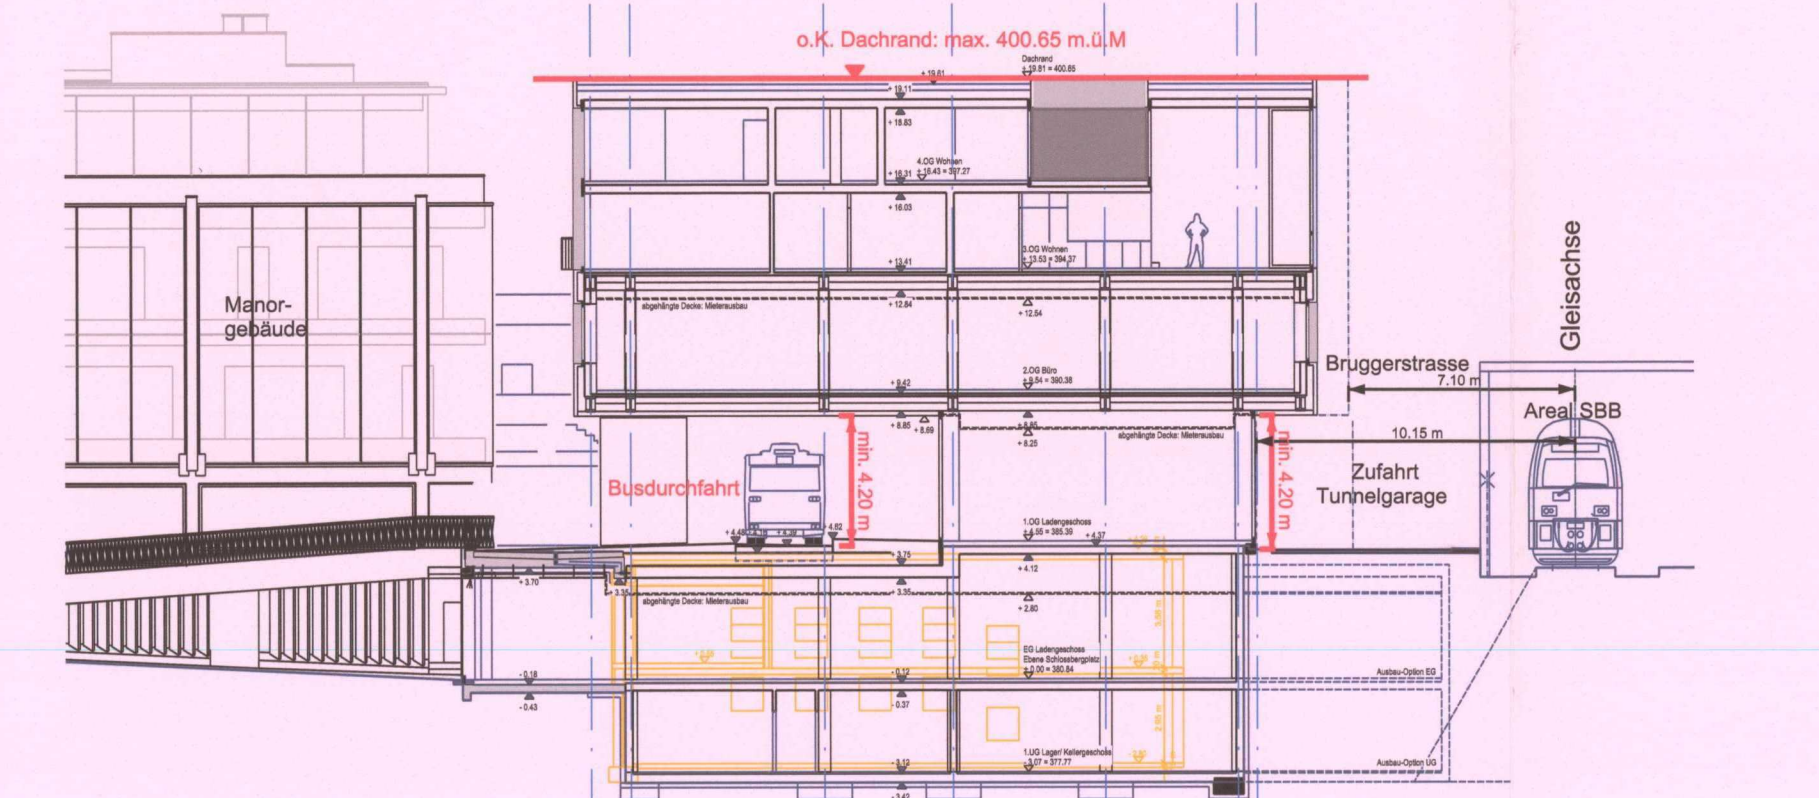 o.K. Dachrand: max. 400.65 m.ü.M
Dachrand
+ 19.81 = 400.65
+ 19.61
+ 19.11
+ 18.83
4.OG Wohnen
+ 16.43 = 397.27
+ 16.31
+ 16.03
3.OG Wohnen
+ 13.53 = 394.37
+ 13.41
abgehängte Decke: Mieterausbau
+ 12.84
+ 12.54
Manor-
gebäude
Gleisachse
Bruggerstrasse
7.10 m
2.OG Büro
+ 9.54 = 390.38
+ 9.42
Areal SBB
+ 8.85
+ 8.69
+ 8.25
abgehängte Decke: Mieterausbau
10.15 m
min. 4.20 m
min. 4.20 m
Zufahrt
Tunnelgarage
Busdurchfahrt
1.OG Ladengeschoss
+ 4.55 = 385.39
+ 4.62
+ 4.37
+ 3.75
+ 4.12
+ 3.70
+ 3.35
+ 3.35
abgehängte Decke: Mieterausbau
+ 2.80
EG Ladengeschoss
Ebene Schlossbergplatz
± 0.00 = 380.84
- 0.18
- 0.12
Ausbau-Option EG
- 0.43
- 0.37
1.UG Lager/ Kellergeschoss
- 3.07 = 377.77
- 3.12
Ausbau-Option UG
- 3.42